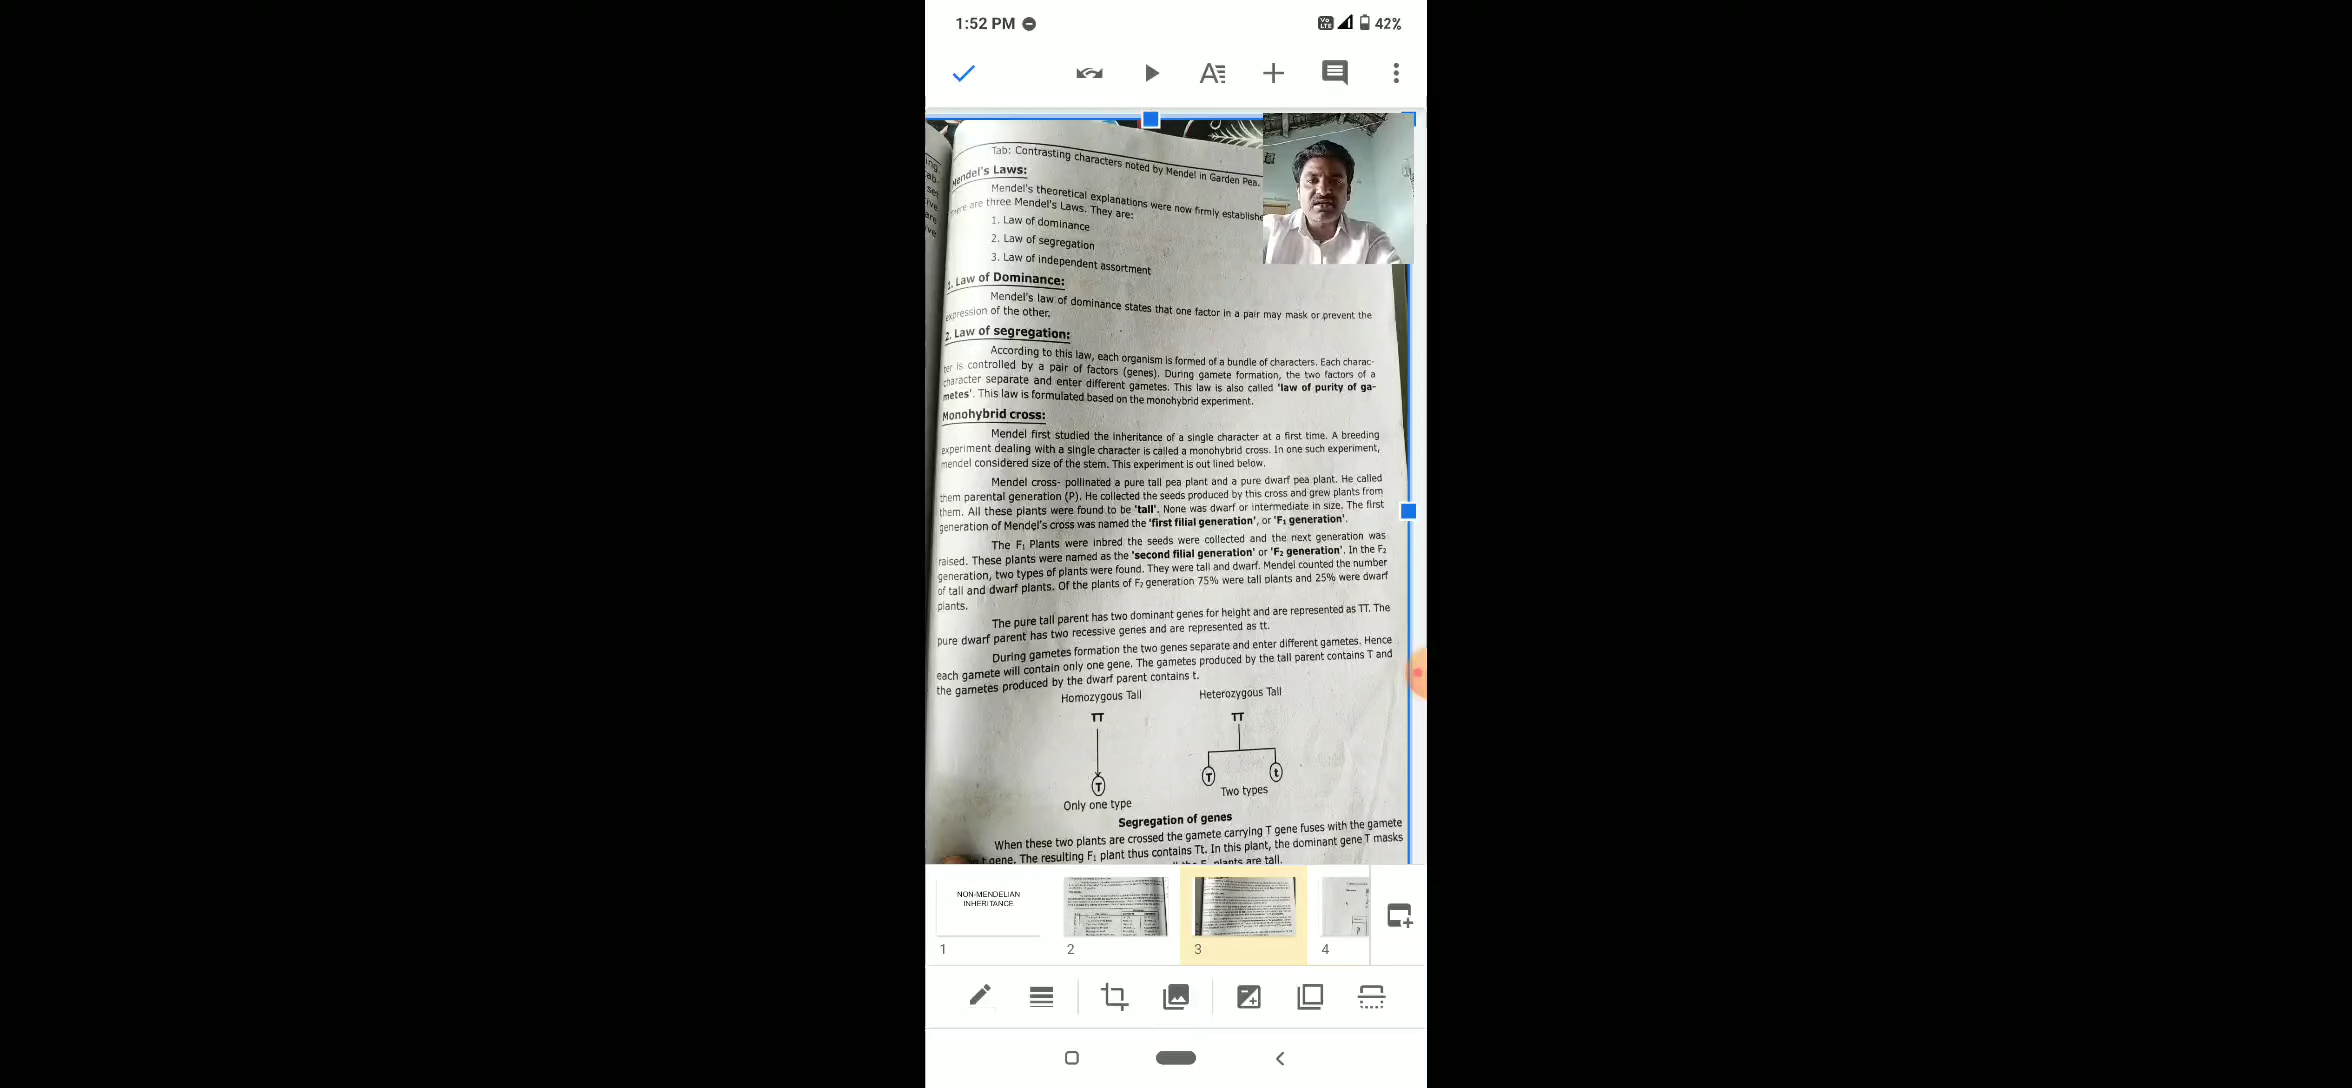 1:52 PM
Vo LTE 42%
Tab: Contrasting characters noted by Mendel in Garden Pea.
Mendel's Laws:
Mendel's theoretical explanations were now firmly establishe
There are three Mendel's Laws. They are:
1. Law of dominance
2. Law of segregation
3. Law of independent assortment
1. Law of Dominance:
Mendel's law of dominance states that one factor in a pair may mask or prevent the
expression of the other.
2. Law of segregation:
According to this law, each organism is formed of a bundle of characters. Each charac-
ter is controlled by a pair of factors (genes). During gamete formation, the two factors of a
character separate and enter different gametes. This law is also called 'law of purity of ga-
metes'. This law is formulated based on the monohybrid experiment.
Monohybrid cross:
Mendel first studied the inheritance of a single character at a first time. A breeding
experiment dealing with a single character is called a monohybrid cross. In one such experiment,
mendel considered size of the stem. This experiment is out lined below.
Mendel cross- pollinated a pure tall pea plant and a pure dwarf pea plant. He called
them parental generation (P). He collected the seeds produced by this cross and grew plants from
them. All these plants were found to be 'tall'. None was dwarf or intermediate in size. The first
generation of Mendel's cross was named the 'first filial generation', or 'F₁ generation'.
The F₁ Plants were inbred the seeds were collected and the next generation was
raised. These plants were named as the 'second filial generation' or 'F₂ generation'. In the F₂
generation, two types of plants were found. They were tall and dwarf. Mendel counted the number
of tall and dwarf plants. Of the plants of F₂ generation 75% were tall plants and 25% were dwarf
plants.
The pure tall parent has two dominant genes for height and are represented as TT. The
pure dwarf parent has two recessive genes and are represented as tt.
During gametes formation the two genes separate and enter different gametes. Hence
each gamete will contain only one gene. The gametes produced by the tall parent contains T and
the gametes produced by the dwarf parent contains t.
Homozygous Tall Heterozygous Tall
TT TT
T T t
Only one type Two types
Segregation of genes
When these two plants are crossed the gamete carrying T gene fuses with the gamete
gene. The resulting F₁ plant thus contains Tt. In this plant, the dominant gene T masks
plants are tall.
NON-MENDELIAN
INHERITANCE
1 2 3 4